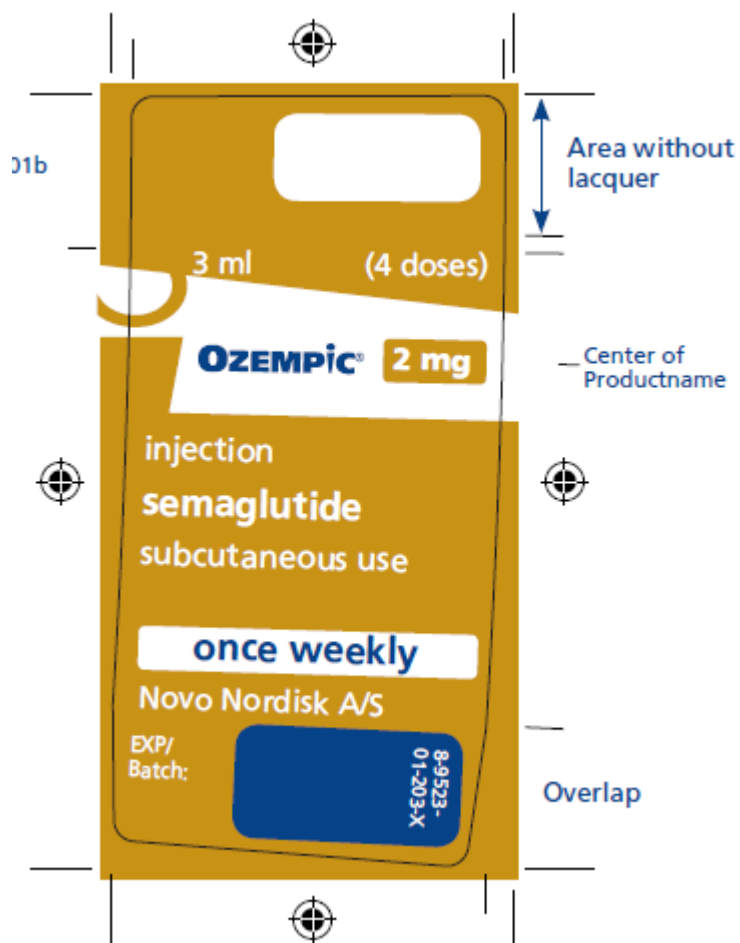 01b
Area without
lacquer
3 ml (4 doses)
OZEMPIC® 2 mg
Center of
Productname
injection
semaglutide
subcutaneous use
once weekly
Novo Nordisk A/S
EXP/
Batch:
8-9523-
01-203-X
Overlap